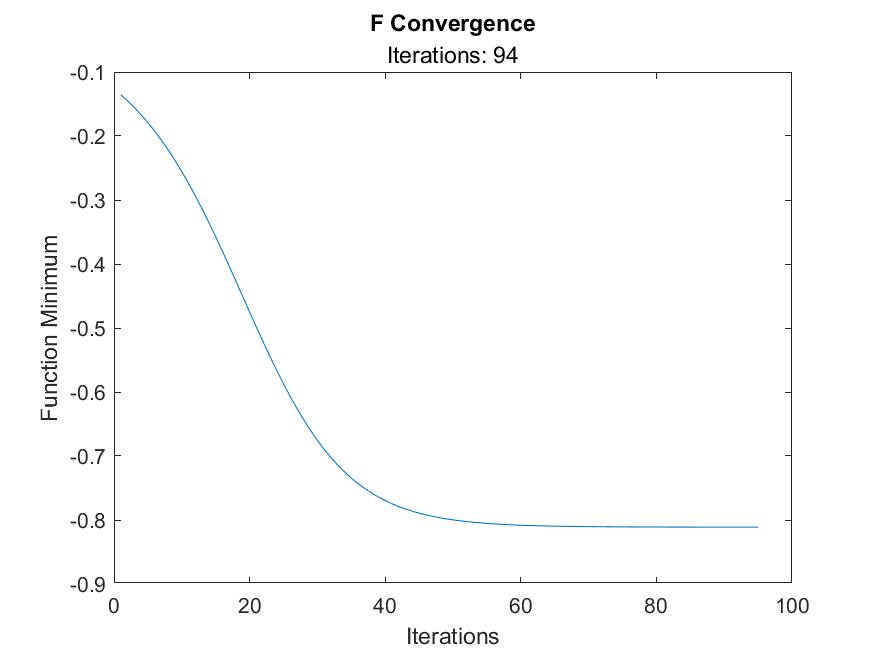 F Convergence
Iterations: 94
-0.1
-0.2
-0.3
-0.4
-0.5
-0.6
-0.7
-0.8
-0.9
Function Minimum
0 20 40 60 80 100
Iterations